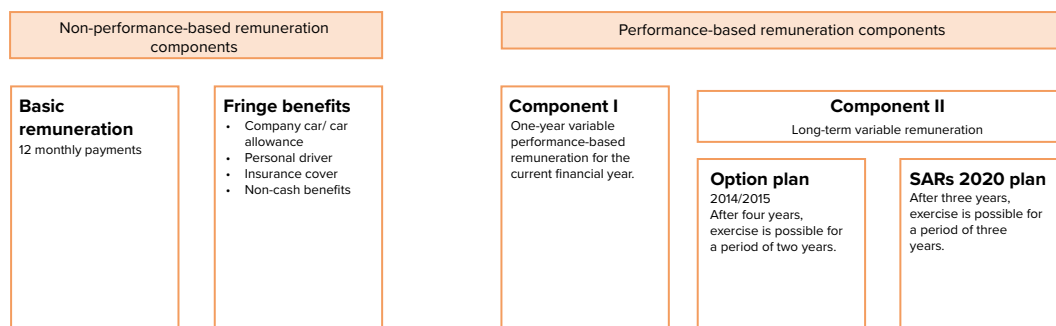 Non-performance-based remuneration
components
Performance-based remuneration components
Basic
remuneration
12 monthly payments
Fringe benefits
• Company car/ car
allowance
• Personal driver
• Insurance cover
• Non-cash benefits
Component I
One-year variable
performance-based
remuneration for the
current financial year.
Component II
Long-term variable remuneration
Option plan
2014/2015
After four years,
exercise is possible for
a period of two years.
SARs 2020 plan
After three years,
exercise is possible for
a period of three
years.